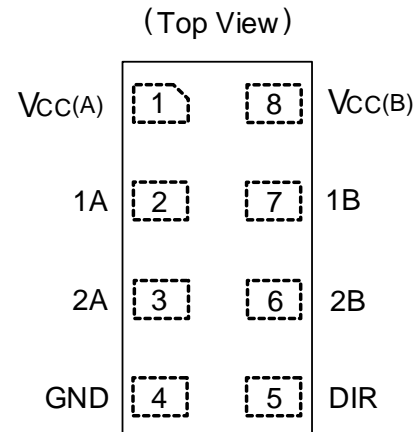 (Top View)
VCC(A) 1 8 VCC(B)
1A 2 7 1B
2A 3 6 2B
GND 4 5 DIR